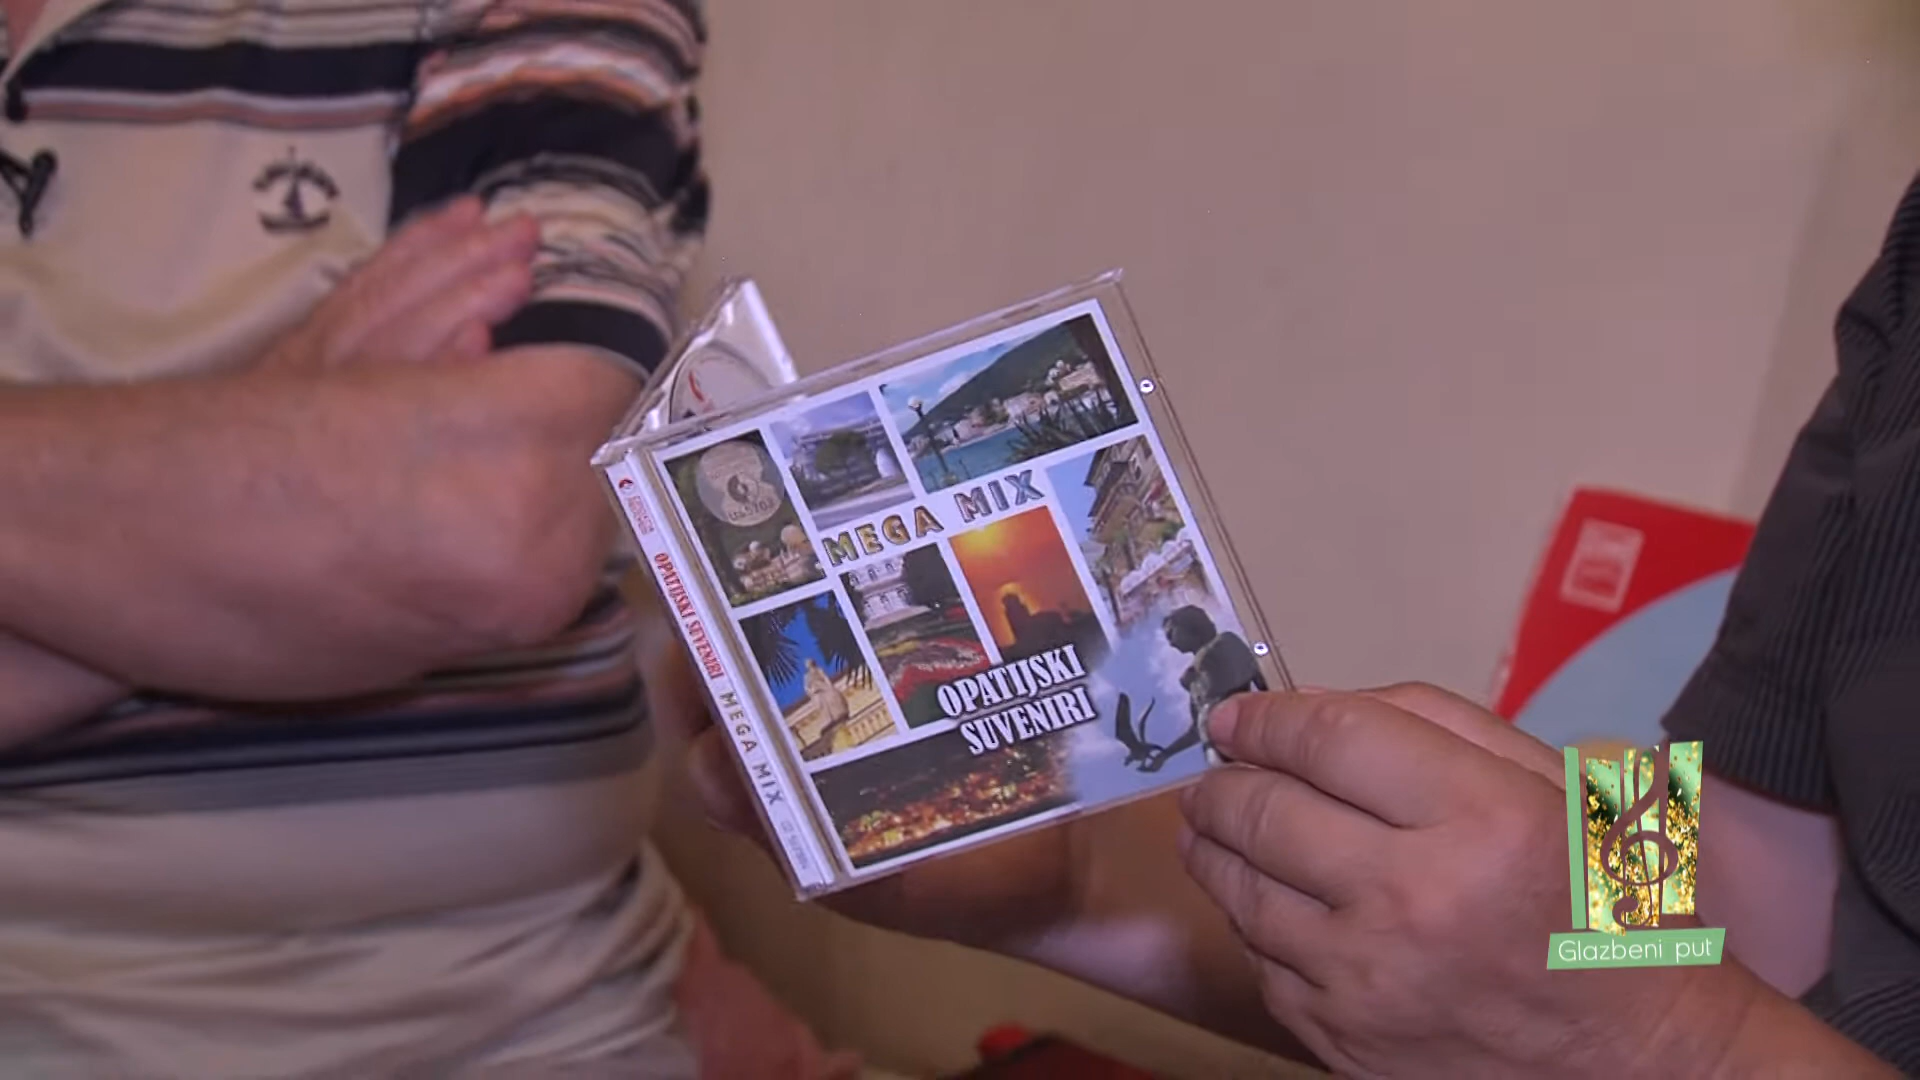 MEGA MIX
OPATIJSKI
SUVENIRI
OPATIJSKI SUVENIRI MEGA MIX
Glazbeni put